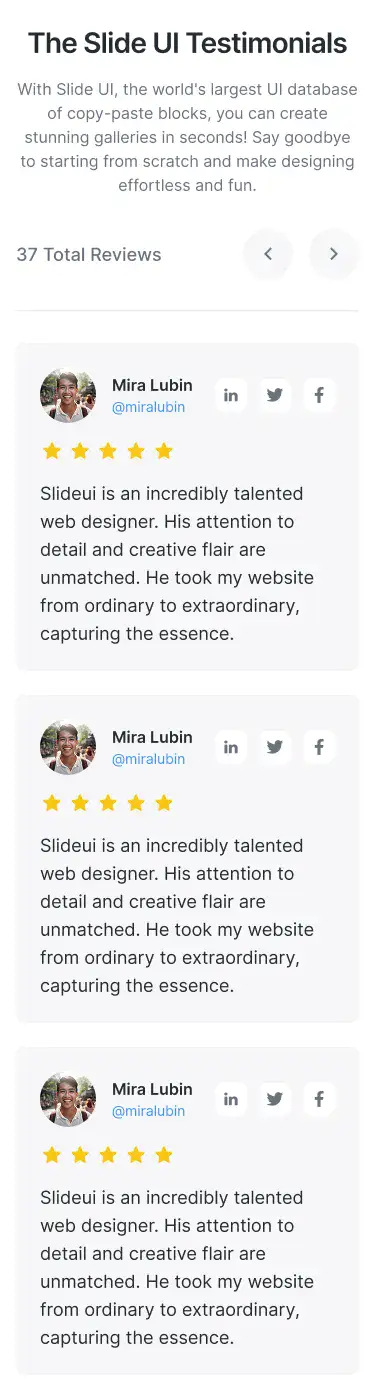 The Slide UI Testimonials
With Slide UI, the world's largest UI database
of copy-paste blocks, you can create
stunning galleries in seconds! Say goodbye
to starting from scratch and make designing
effortless and fun.
37 Total Reviews
Mira Lubin
@miralubin
in
Slideui is an incredibly talented
web designer. His attention to
detail and creative flair are
unmatched. He took my website
from ordinary to extraordinary,
capturing the essence.
Mira Lubin
@miralubin
in
Slideui is an incredibly talented
web designer. His attention to
detail and creative flair are
unmatched. He took my website
from ordinary to extraordinary,
capturing the essence.
Mira Lubin
@miralubin
in
Slideui is an incredibly talented
web designer. His attention to
detail and creative flair are
unmatched. He took my website
from ordinary to extraordinary,
capturing the essence.